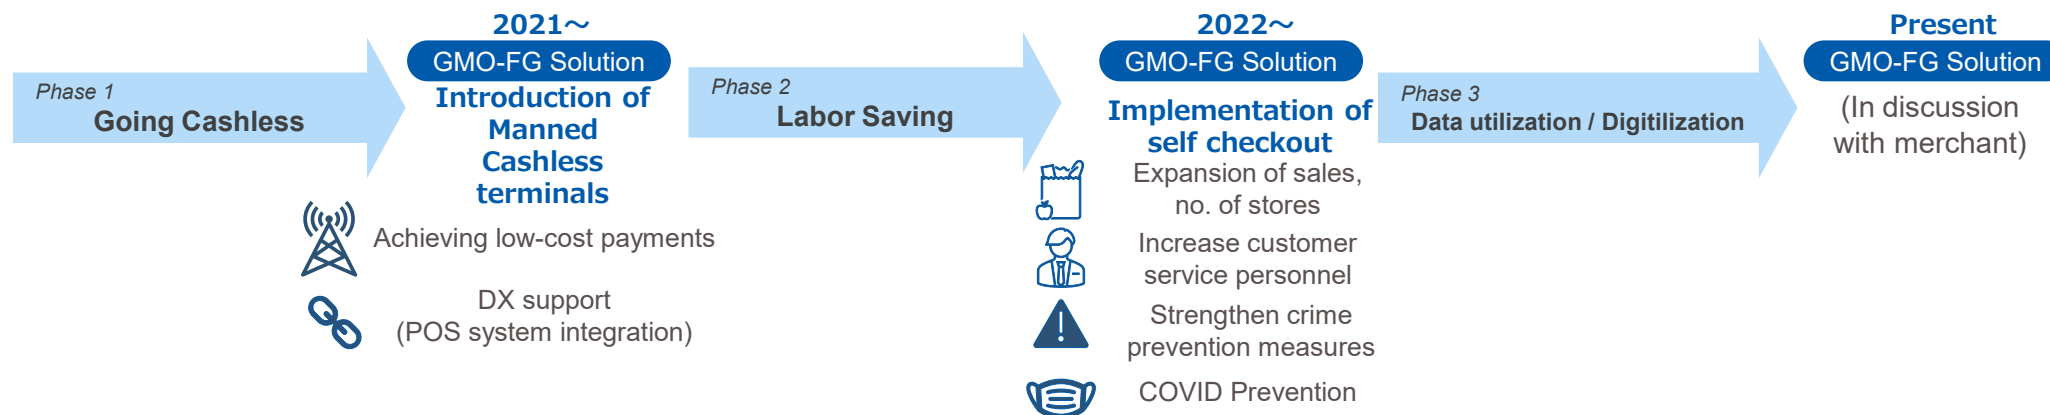 Phase 1
Going Cashless
2021～
GMO-FG Solution
Introduction of
Manned
Cashless
terminals
Achieving low-cost payments
DX support
(POS system integration)
Phase 2
Labor Saving
2022～
GMO-FG Solution
Implementation of
self checkout
Expansion of sales,
no. of stores
Increase customer
service personnel
Strengthen crime
prevention measures
COVID Prevention
Phase 3
Data utilization / Digitilization
Present
GMO-FG Solution
(In discussion
with merchant)